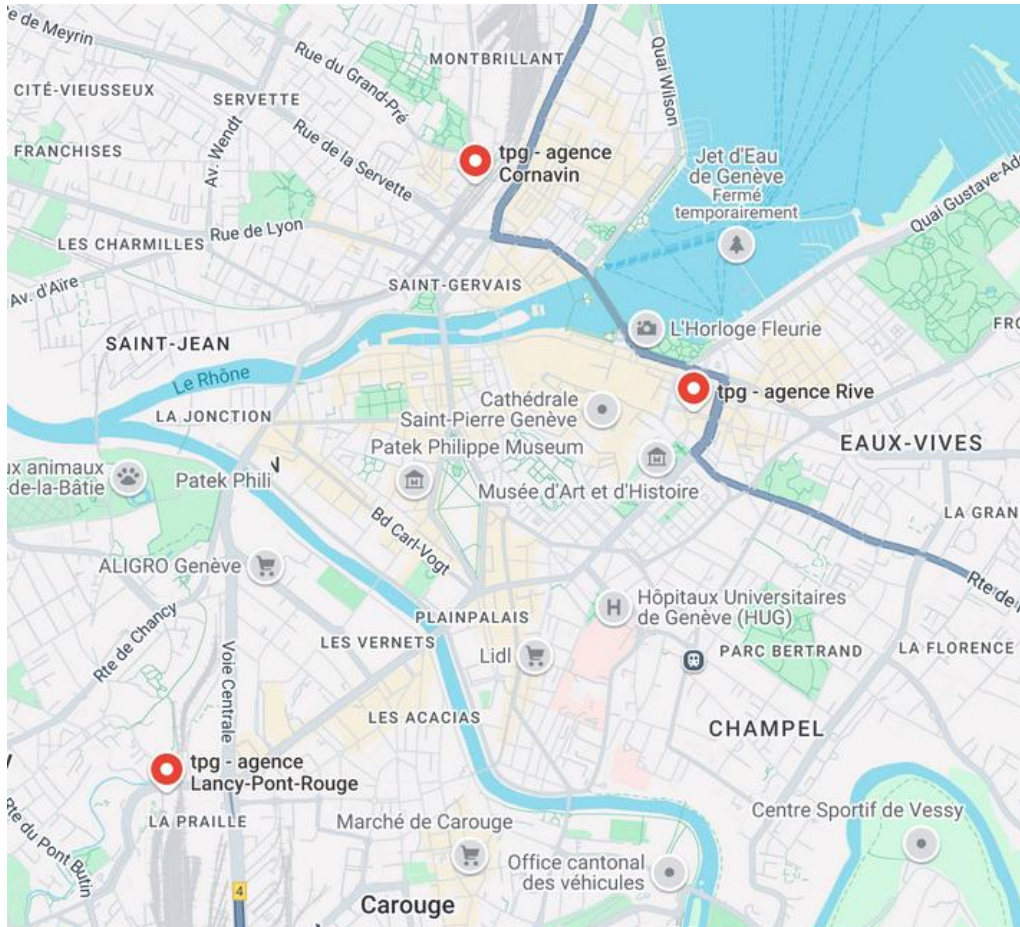 e de Meyrin
MONTBRILLANT
Rue du Grand-Pré
Quai Wilson
CITÉ-VIEUSSEUX
SERVETTE
Rue de la Servette
FRANCHISES
Av. Wendt
tpg - agence
Cornavin
Jet d'Eau
de Genève
Fermé
temporairement
Quai Gustave-Ad
Rue de Lyon
LES CHARMILLES
Av. d'Aïre
SAINT-GERVAIS
L'Horloge Fleurie
FRO
SAINT-JEAN
Le Rhône
tpg - agence Rive
Cathédrale
Saint-Pierre Genève
LA JONCTION
EAUX-VIVES
Patek Philippe Museum
ux animaux
-de-la-Bâtie
Patek Phili
Musée d'Art et d'Histoire
Bd Carl-Vogt
LA GRAN
ALIGRO Genève
Rte de
Hôpitaux Universitaires
de Genève (HUG)
PLAINPALAIS
Rte de Chancy
LES VERNETS
Lidl
PARC BERTRAND
LA FLORENCE
Voie Centrale
LES ACACIAS
CHAMPEL
tpg - agence
Lancy-Pont-Rouge
Rte du Pont Butin
LA PRAILLE
Marché de Carouge
Centre Sportif de Vessy
Office cantonal
des véhicules
4
Carouge